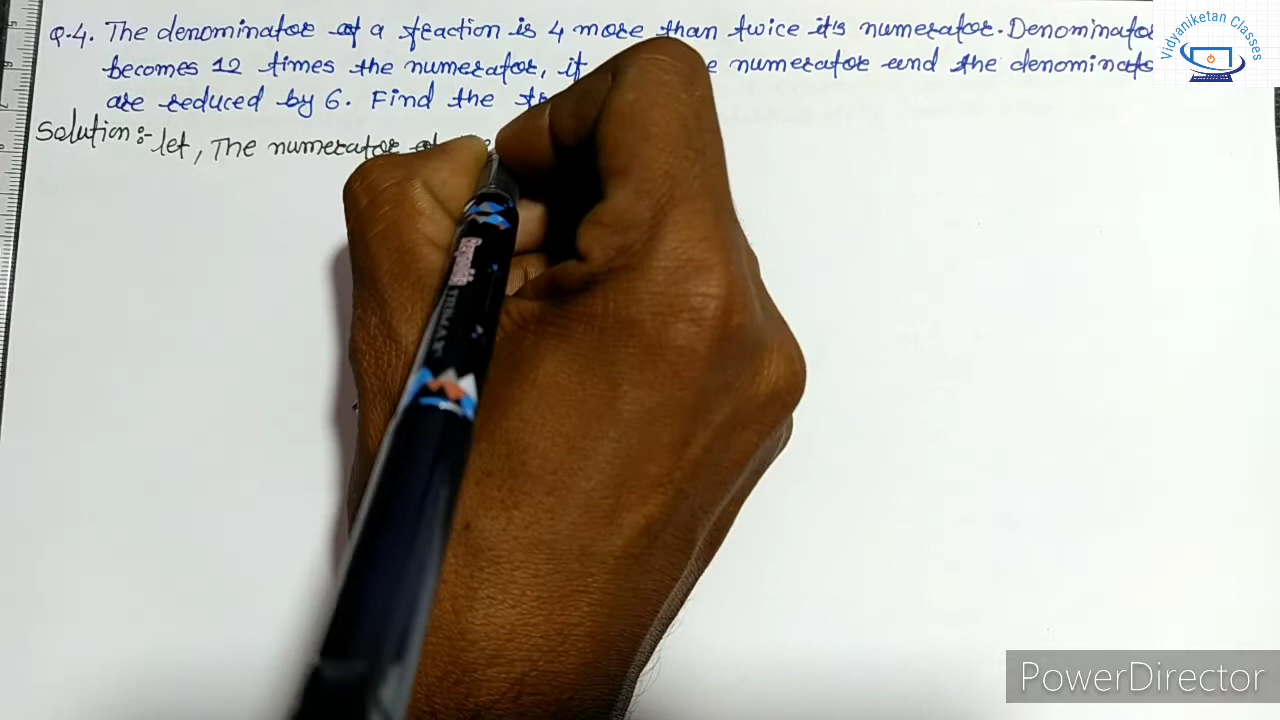 Q.4. The denominator of a fraction is 4 more than twice it's numerator. Denominator
becomes 12 times the numerator, if numerator and the denominator
are reduced by 6. Find the
Solution:- let, The numerator of
Vidyaniketan Classes
PowerDirector